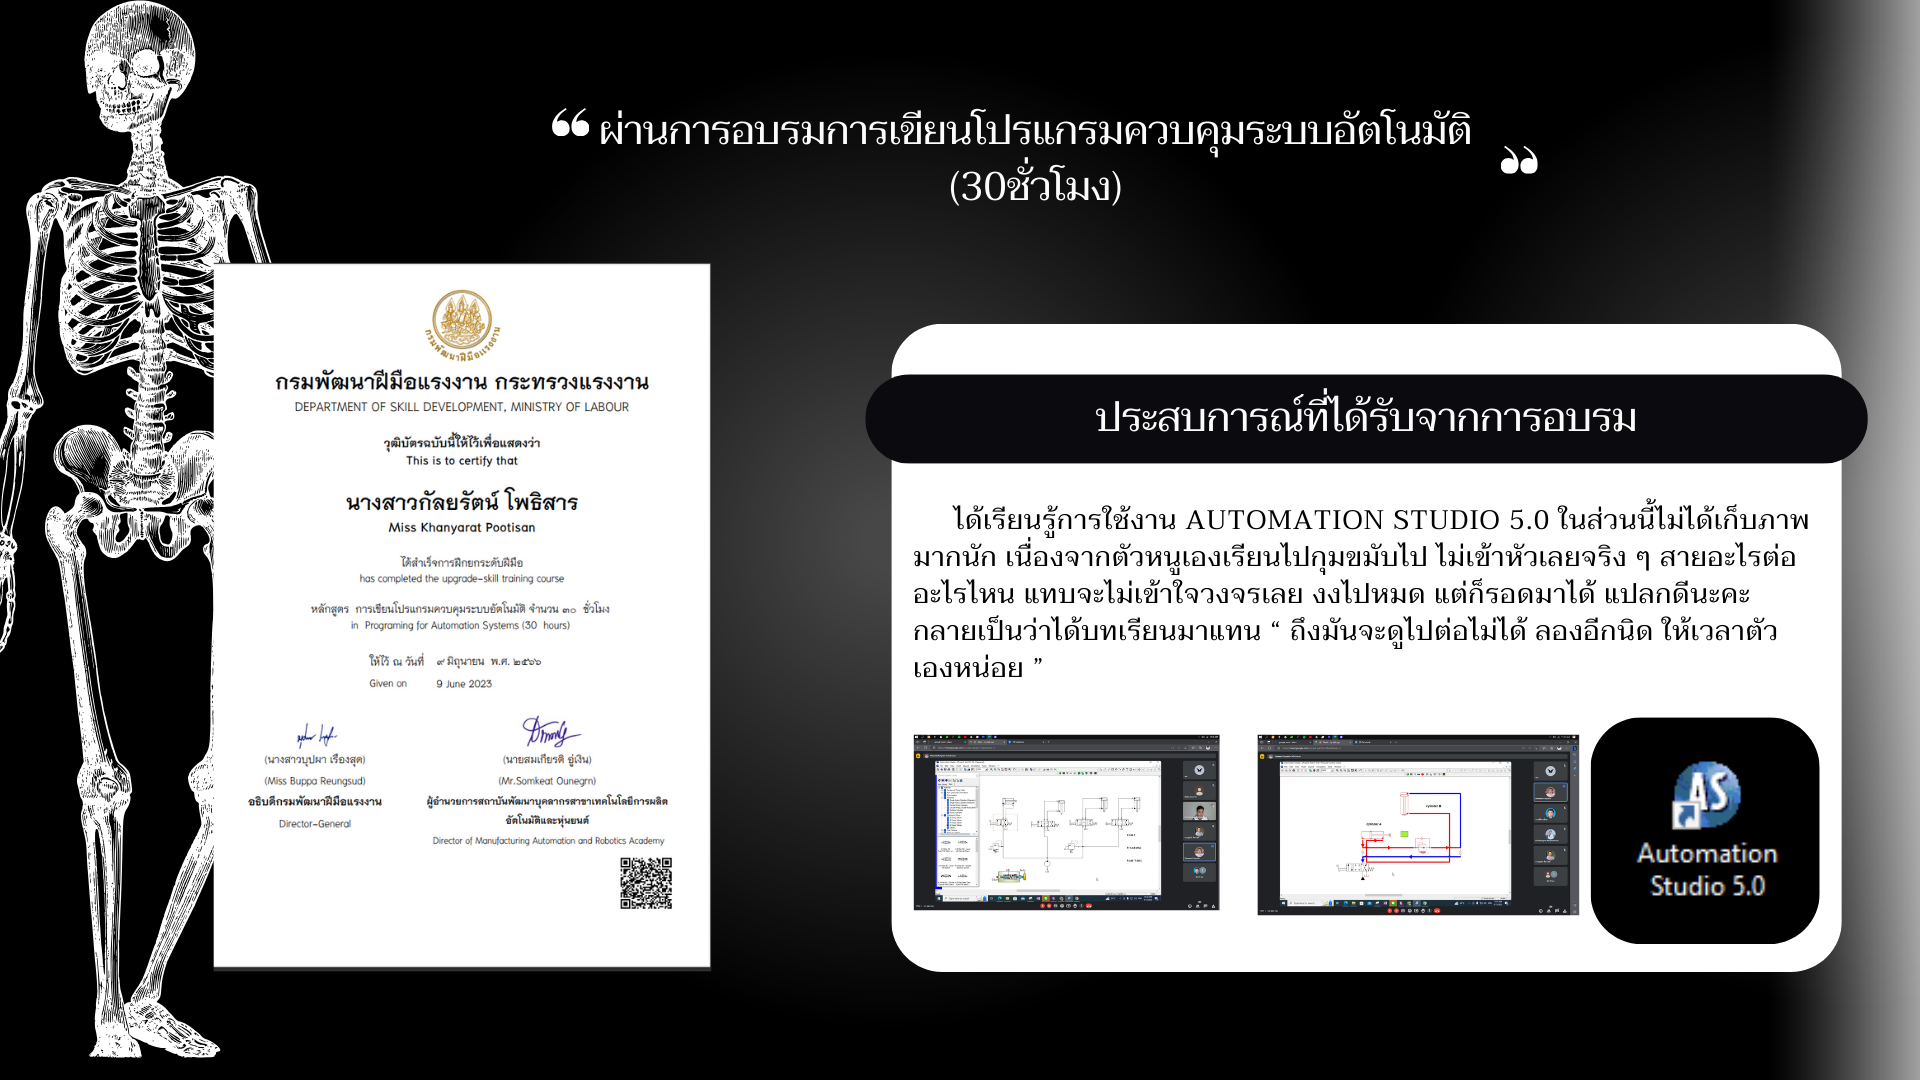 ❝ ผ่านการอบรมการเขียนโปรแกรมควบคุมระบบอัตโนมัติ
(30ชั่วโมง) ❞
กรมพัฒนาฝีมือแรงงาน
กรมพัฒนาฝีมือแรงงาน กระทรวงแรงงาน
DEPARTMENT OF SKILL DEVELOPMENT, MINISTRY OF LABOUR
วุฒิบัตรฉบับนี้ให้ไว้เพื่อแสดงว่า
This is to certify that
นางสาวกัลยรัตน์ โพธิสาร
Miss Khanyarat Pootisan
ได้สำเร็จการฝึกยกระดับฝีมือ
has completed the upgrade-skill training course
หลักสูตร การเขียนโปรแกรมควบคุมระบบอัตโนมัติ จำนวน ๓๐ ชั่วโมง
in Programing for Automation Systems (30 hours)
ให้ไว้ ณ วันที่ ๙ มิถุนายน พ.ศ. ๒๕๖๖
Given on 9 June 2023
(นางสาวบุปผา เรืองสุด)
(Miss Buppa Reungsud)
อธิบดีกรมพัฒนาฝีมือแรงงาน
Director-General
(นายสมเกียรติ อู่เงิน)
(Mr.Somkeat Ounegrn)
ผู้อำนวยการสถาบันพัฒนาบุคลากรสาขาเทคโนโลยีการผลิต
อัตโนมัติและหุ่นยนต์
Director of Manufacturing Automation and Robotics Academy
ประสบการณ์ที่ได้รับจากการอบรม
ได้เรียนรู้การใช้งาน AUTOMATION STUDIO 5.0 ในส่วนนี้ไม่ได้เก็บภาพ
มากนัก เนื่องจากตัวหนูเองเรียนไปกุมขมับไป ไม่เข้าหัวเลยจริง ๆ สายอะไรต่อ
อะไรไหน แทบจะไม่เข้าใจวงจรเลย งงไปหมด แต่ก็รอดมาได้ แปลกดีนะคะ
กลายเป็นว่าได้บทเรียนมาแทน “ ถึงมันจะดูไปต่อไม่ได้ ลองอีกนิด ให้เวลาตัว
เองหน่อย ”
AS
Automation
Studio 5.0